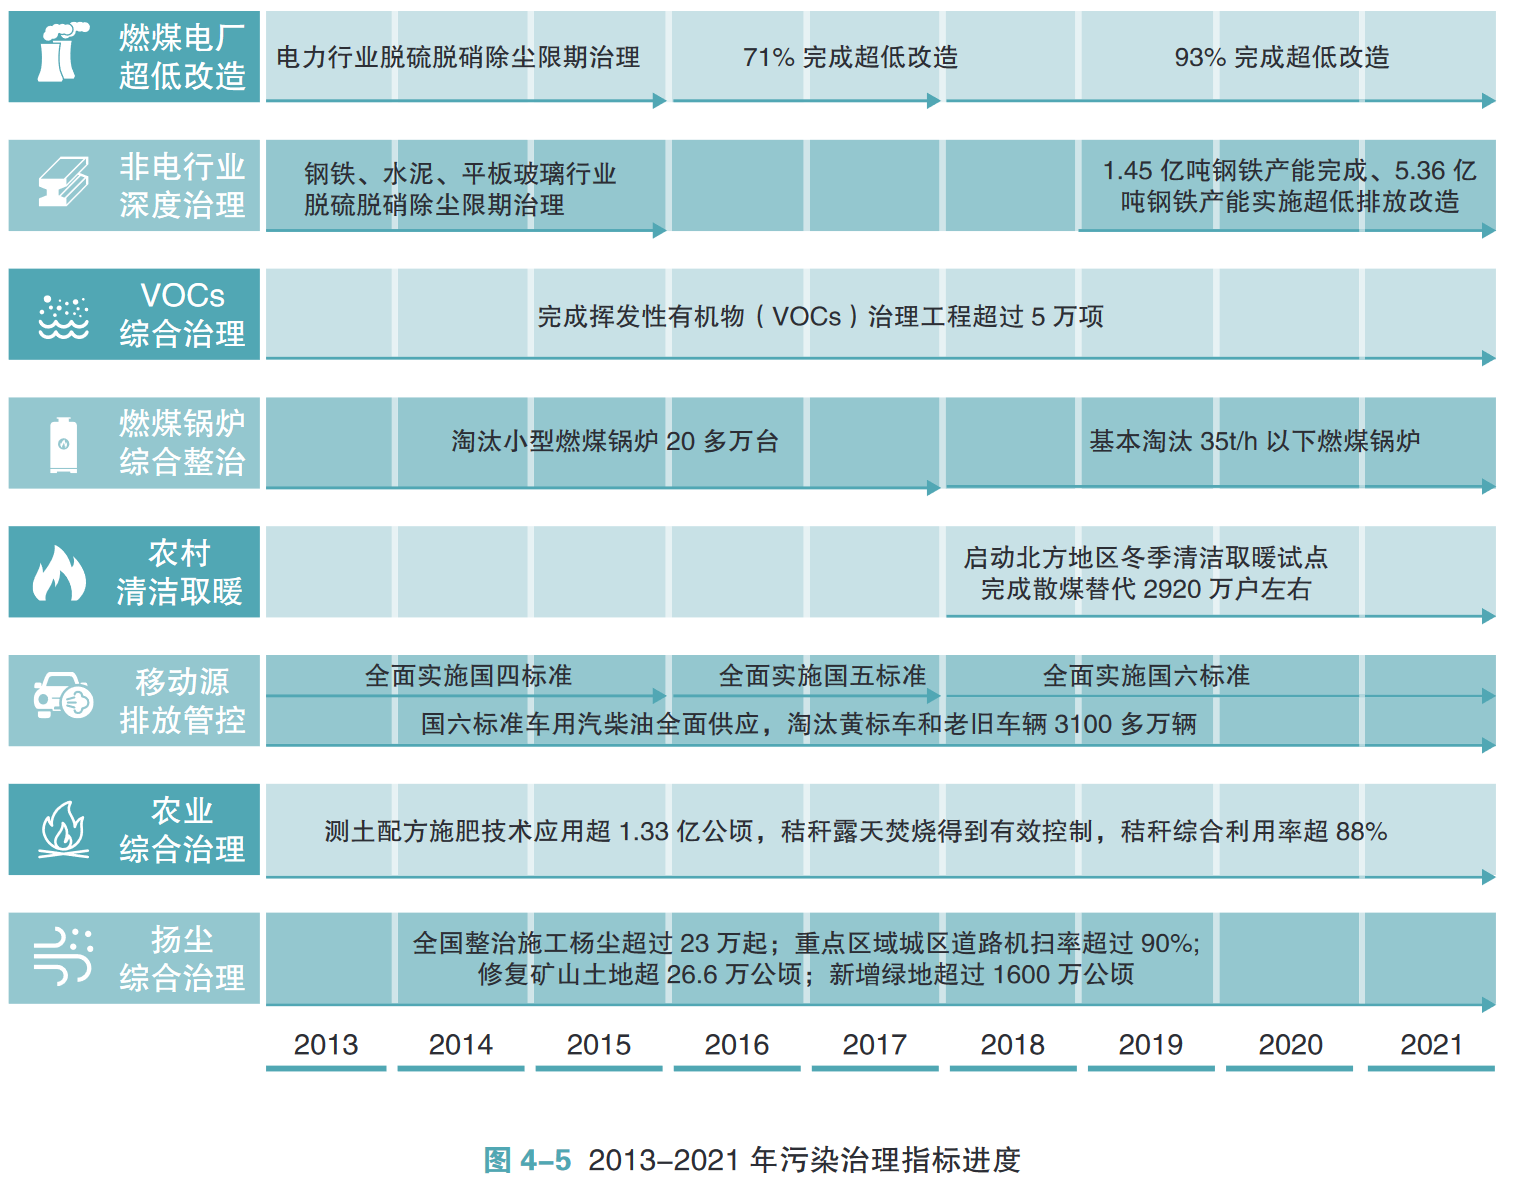 燃煤电厂
超低改造
电力行业脱硫脱硝除尘限期治理
71% 完成超低改造
93% 完成超低改造
非电行业
深度治理
钢铁、水泥、平板玻璃行业
脱硫脱硝除尘限期治理
1.45 亿吨钢铁产能完成、5.36 亿
吨钢铁产能实施超低排放改造
VOCs
综合治理
完成挥发性有机物（VOCs）治理工程超过 5 万项
燃煤锅炉
综合整治
淘汰小型燃煤锅炉 20 多万台
基本淘汰 35t/h 以下燃煤锅炉
农村
清洁取暖
启动北方地区冬季清洁取暖试点
完成散煤替代 2920 万户左右
移动源
排放管控
全面实施国四标准
全面实施国五标准
全面实施国六标准
国六标准车用汽柴油全面供应，淘汰黄标车和老旧车辆 3100 多万辆
农业
综合治理
测土配方施肥技术应用超 1.33 亿公顷，秸秆露天焚烧得到有效控制，秸秆综合利用率超 88%
扬尘
综合治理
全国整治施工杨尘超过 23 万起；重点区域城区道路机扫率超过 90%;
修复矿山土地超 26.6 万公顷；新增绿地超过 1600 万公顷
2013
2014
2015
2016
2017
2018
2019
2020
2021
图 4-5 2013-2021 年污染治理指标进度